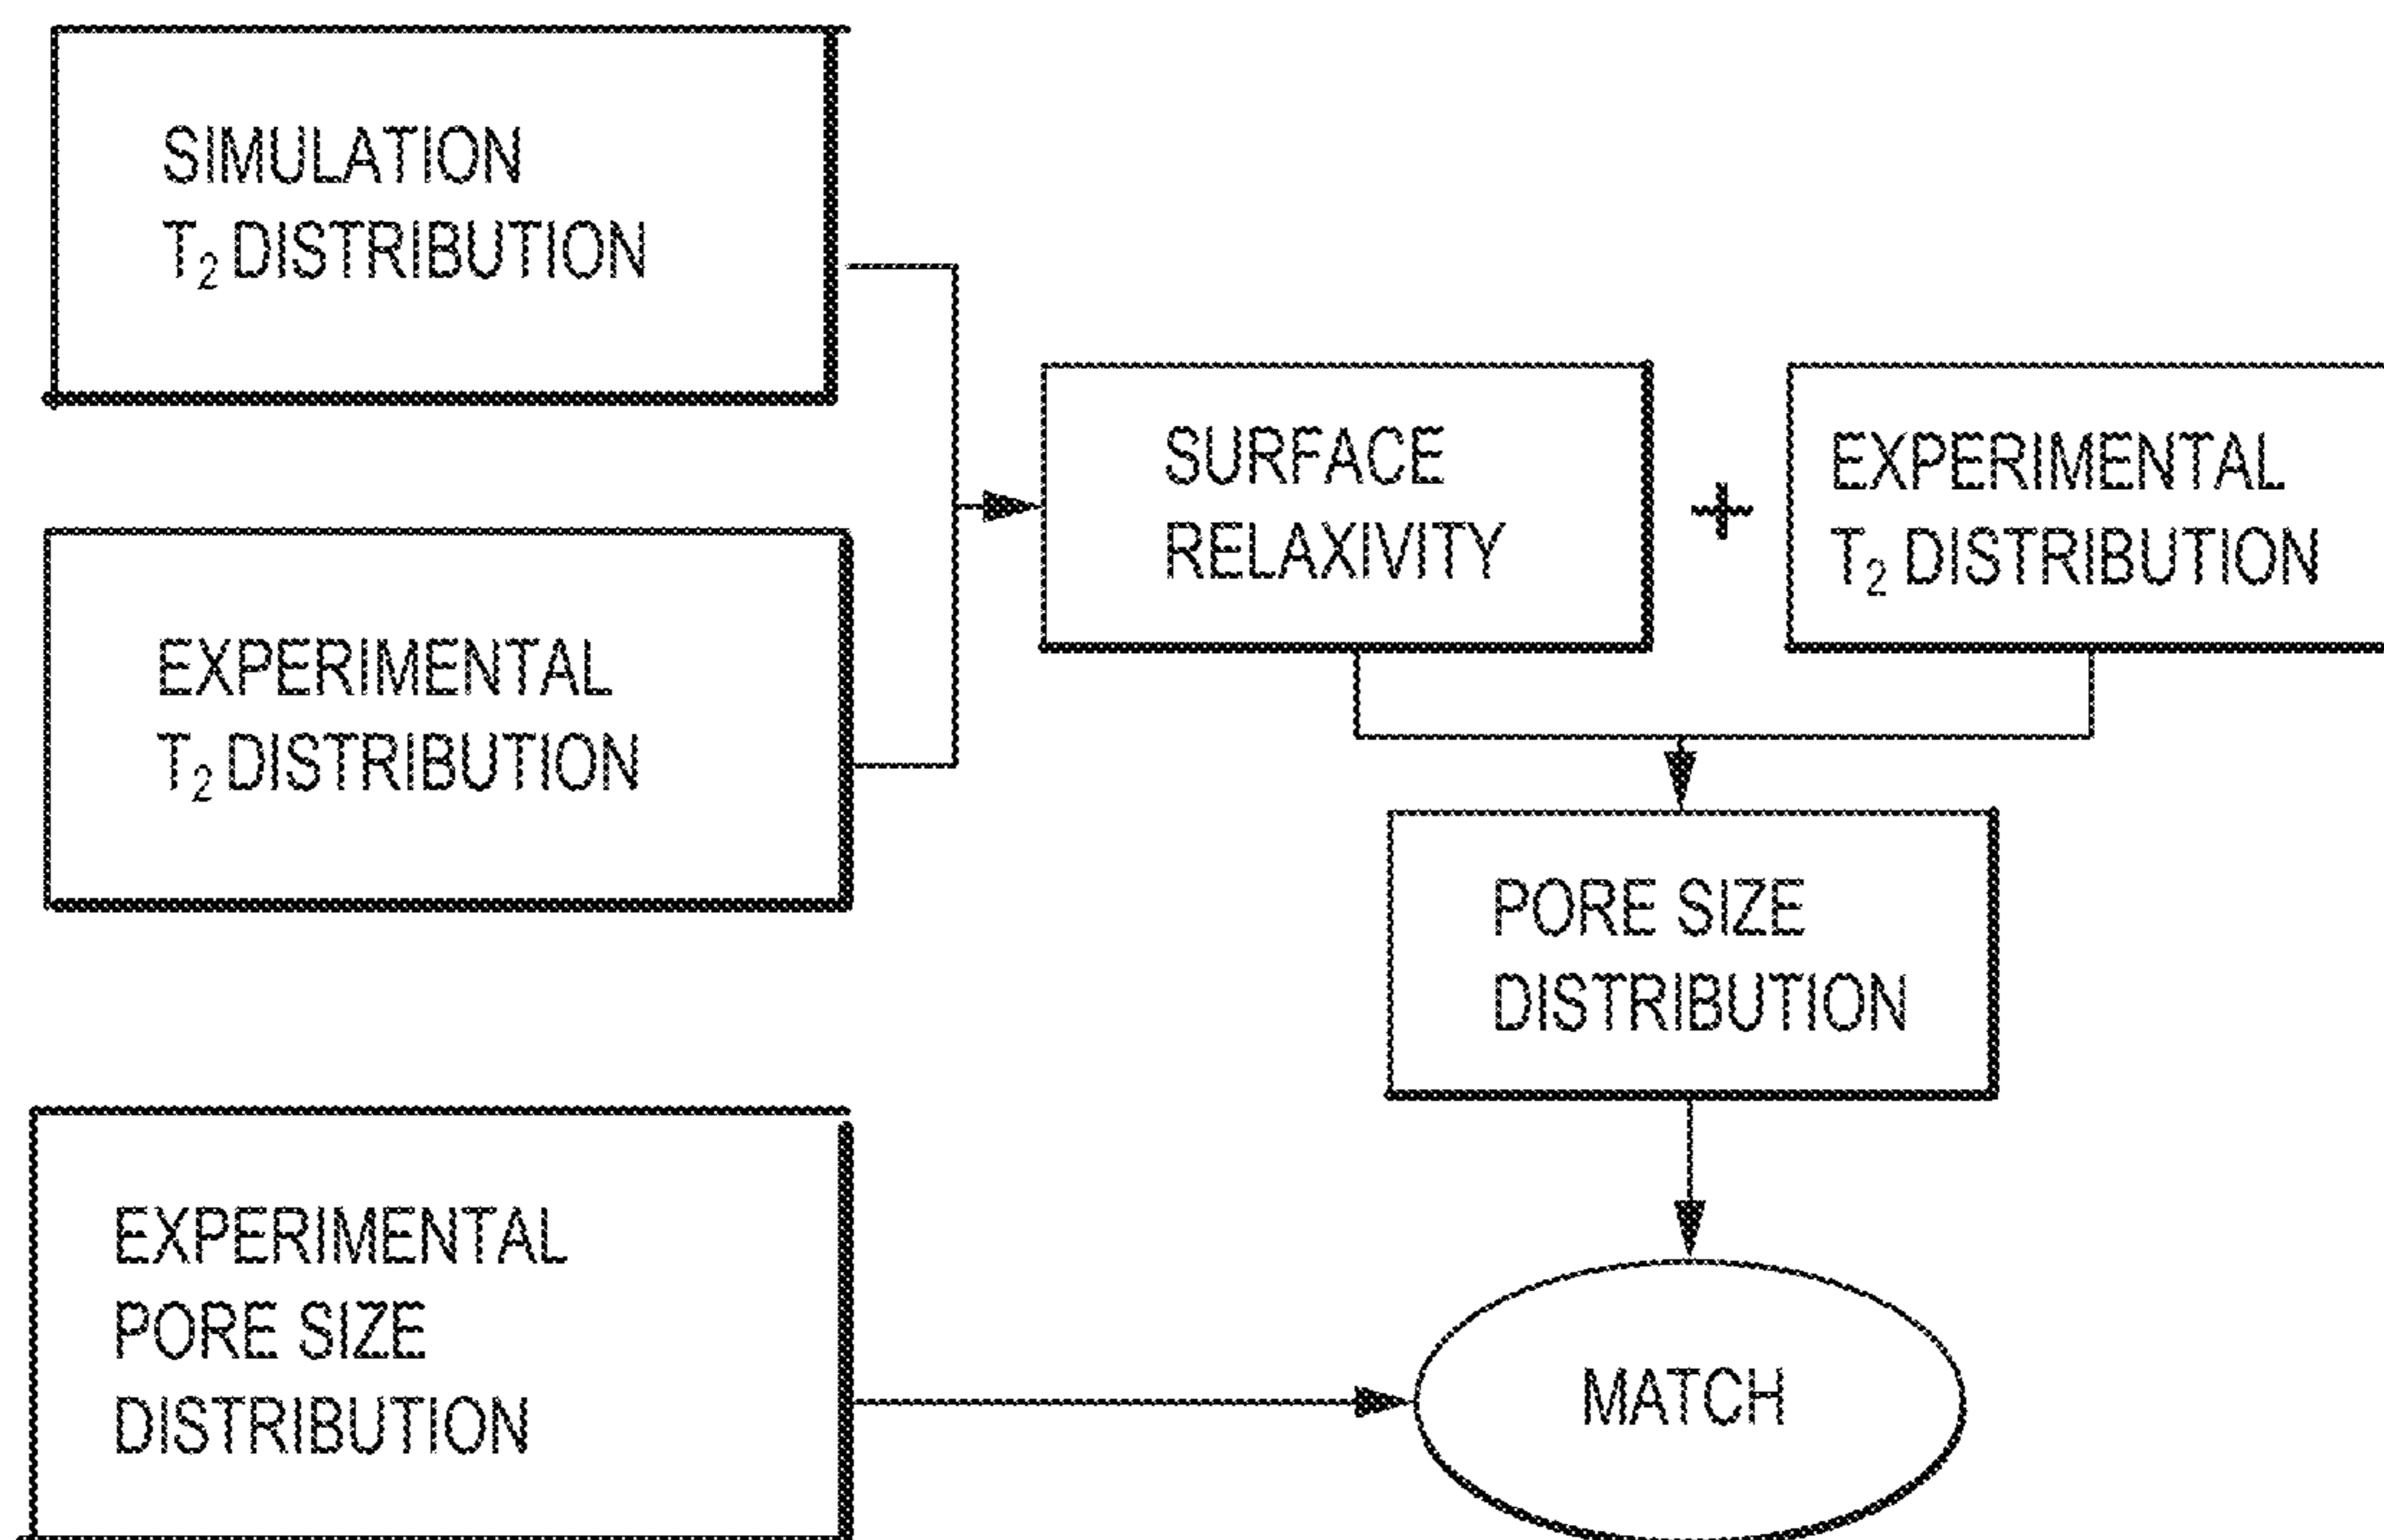 SIMULATION
T₂ DISTRIBUTION
EXPERIMENTAL
T₂ DISTRIBUTION
SURFACE
RELAXIVITY
+
EXPERIMENTAL
T₂ DISTRIBUTION
PORE SIZE
DISTRIBUTION
EXPERIMENTAL
PORE SIZE
DISTRIBUTION
MATCH